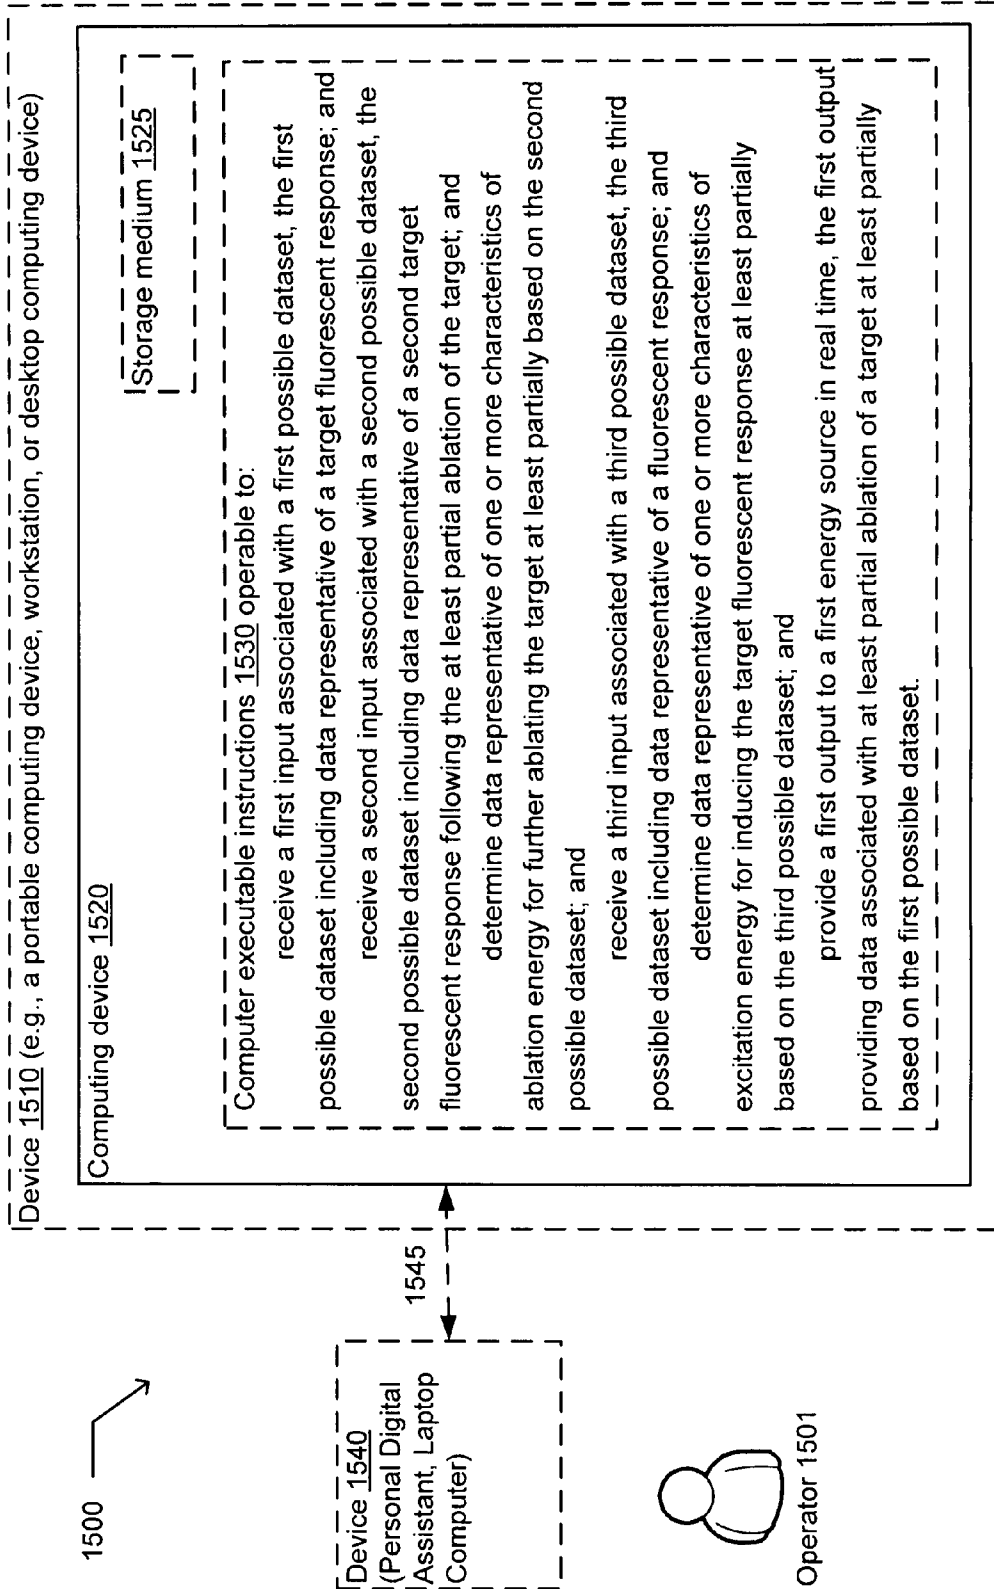 1500
Device 1510 (e.g., a portable computing device, workstation, or desktop computing device)
Computing device 1520
Storage medium 1525
Computer executable instructions 1530 operable to:
receive a first input associated with a first possible dataset, the first
possible dataset including data representative of a target fluorescent response; and
receive a second input associated with a second possible dataset, the
second possible dataset including data representative of a second target
fluorescent response following the at least partial ablation of the target; and
determine data representative of one or more characteristics of
ablation energy for further ablating the target at least partially based on the second
possible dataset; and
receive a third input associated with a third possible dataset, the third
possible dataset including data representative of a fluorescent response; and
determine data representative of one or more characteristics of
excitation energy for inducing the target fluorescent response at least partially
based on the third possible dataset; and
provide a first output to a first energy source in real time, the first output
providing data associated with at least partial ablation of a target at least partially
based on the first possible dataset.
1545
Device 1540
(Personal Digital
Assistant, Laptop
Computer)
Operator 1501